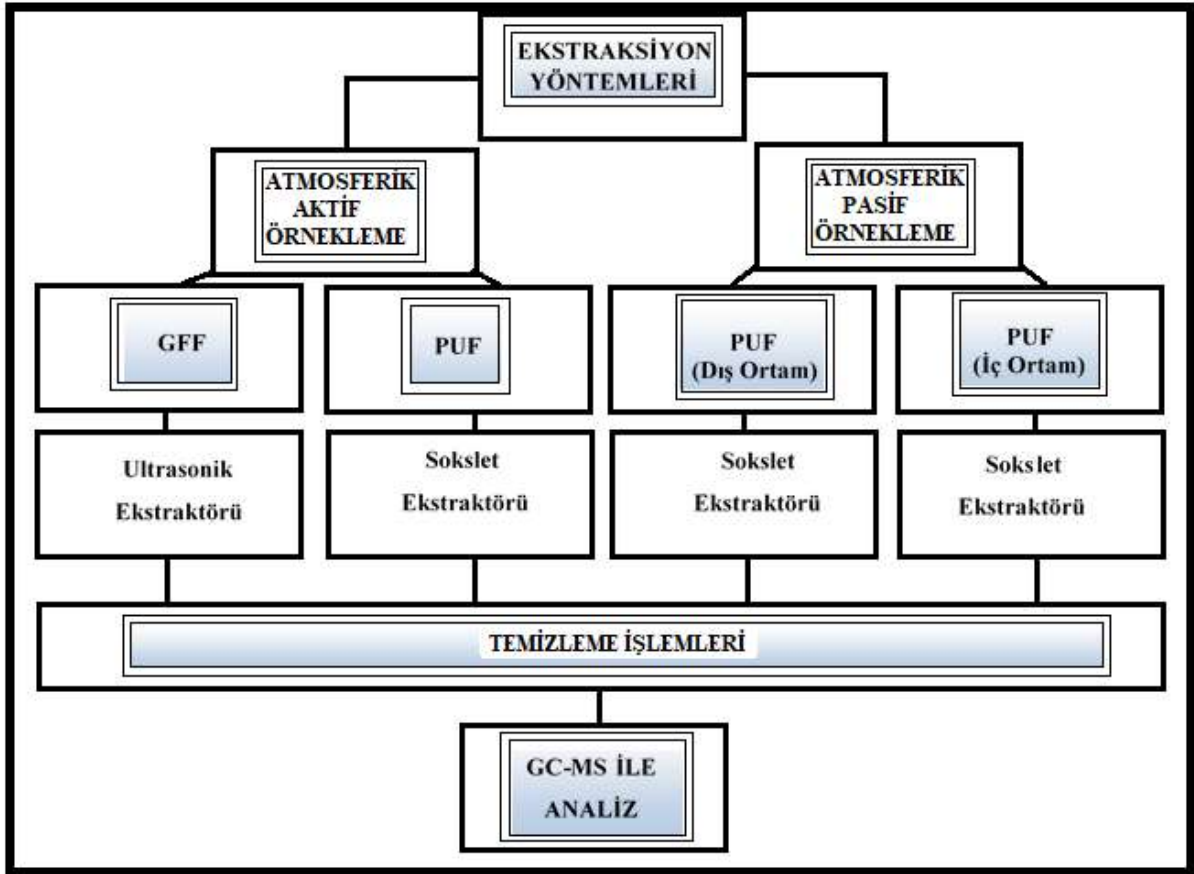 EKSTRAKSİYON
YÖNTEMLERİ
ATMOSFERİK
AKTİF
ÖRNEKLEME
ATMOSFERİK
PASİF
ÖRNEKLEME
GFF
PUF
PUF
(Dış Ortam)
PUF
(İç Ortam)
Ultrasonik
Ekstraktörü
Sokslet
Ekstraktörü
Sokslet
Ekstraktörü
Sokslet
Ekstraktörü
TEMİZLEME İŞLEMLERİ
GC-MS İLE
ANALİZ